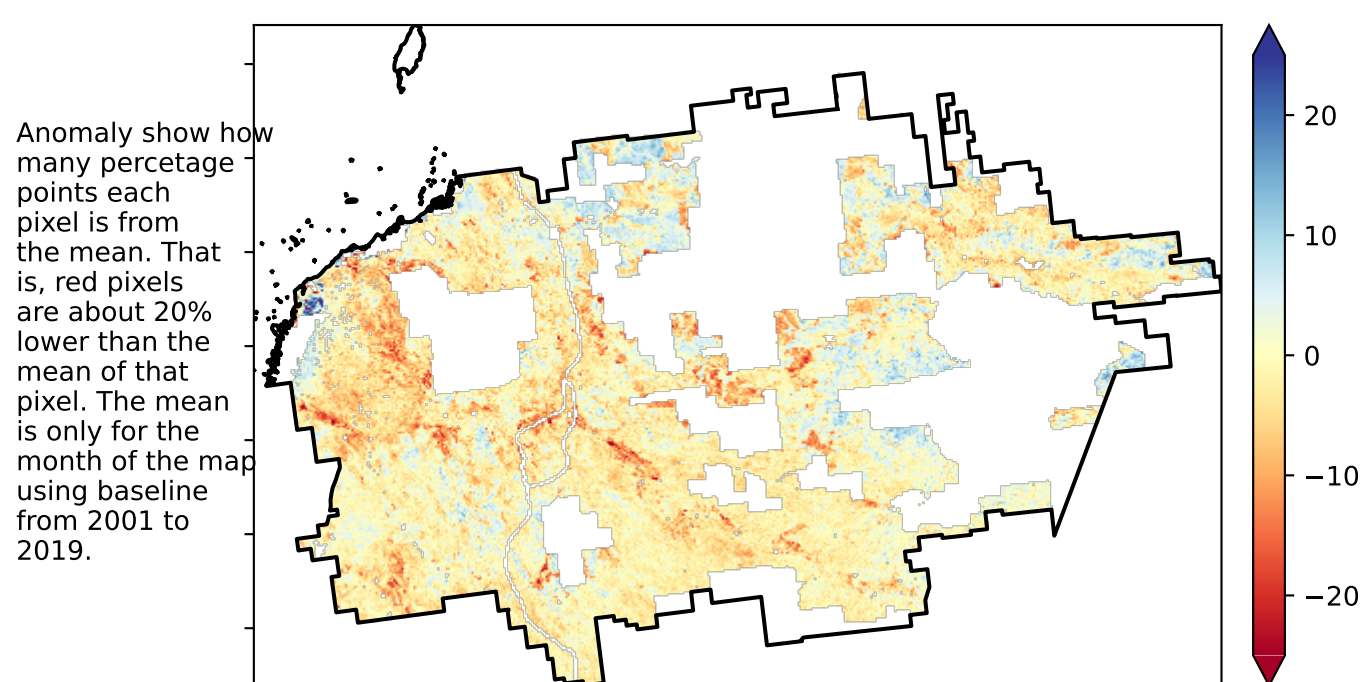 Anomaly show how
many percetage
points each
pixel is from
the mean. That
is, red pixels
are about 20%
lower than the
mean of that
pixel. The mean
is only for the
month of the map
using baseline
from 2001 to
2019.
20
10
0
−10
−20